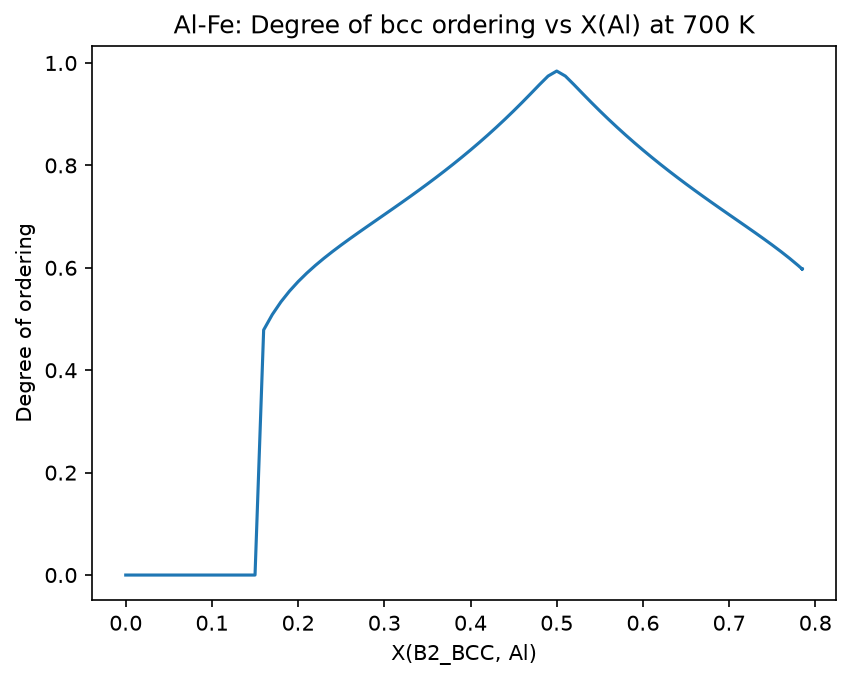 Al-Fe: Degree of bcc ordering vs X(Al) at 700 K
1.0
0.8
0.6
0.4
0.2
0.0
Degree of ordering
0.0 0.1 0.2 0.3 0.4 0.5 0.6 0.7 0.8
X(B2_BCC, Al)